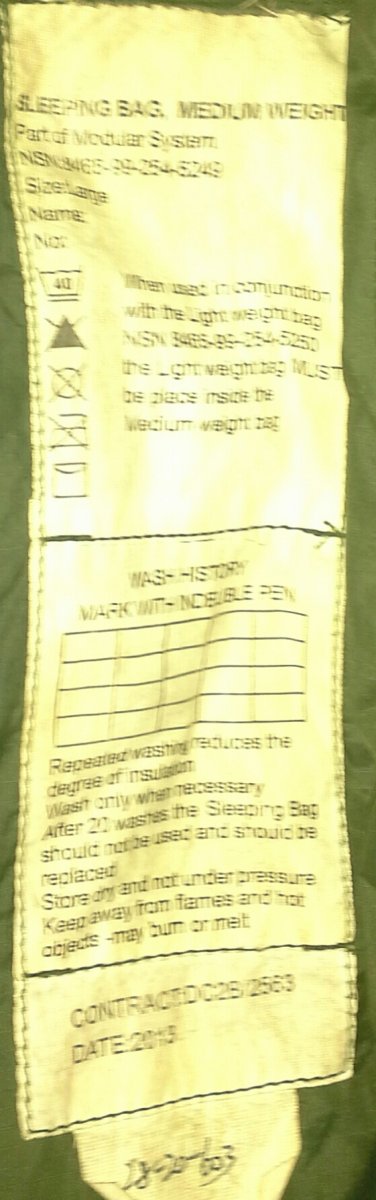 SLEEPING BAG, MEDIUM WEIGHT
Part of Modular System
NSN:8465-99-254-5249
Size:Large
Name:
No:
40
When used in conjunction
with the Light weight bag
NSN 8465-99-254-5250
the Light weight bag MUST
be place inside the
Medium weight bag
WASH HISTORY
MARK WITH INDELIBLE PEN
Repeated washing reduces the
degree of insulation
Wash only when necessary
After 20 washes the Sleeping Bag
should not be used and should be
replaced
Store dry and not under pressure
Keep away from flames and hot
objects -may burn or melt
CONTRACT:DC2B/2563
DATE:2013